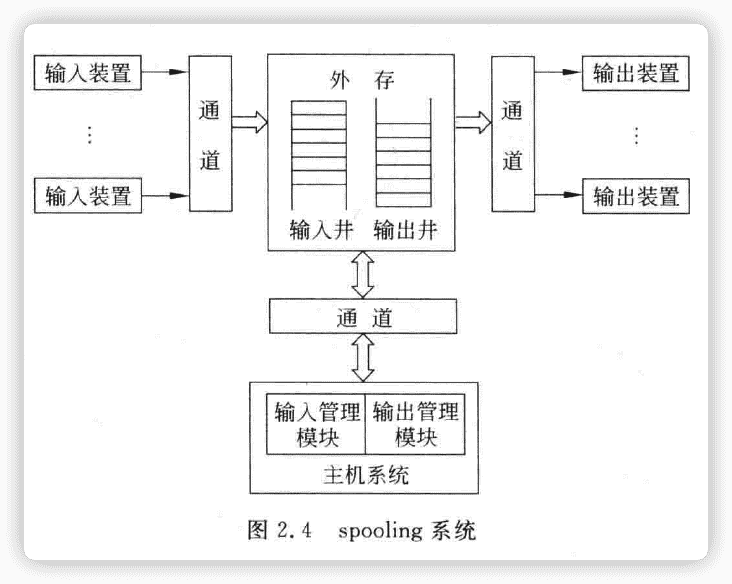 输入装置
⋮
输入装置
通
道
外 存
输入井 输出井
通
道
输出装置
⋮
输出装置
通 道
输入管理
模块
输出管理
模块
主机系统
图 2.4 spooling 系统